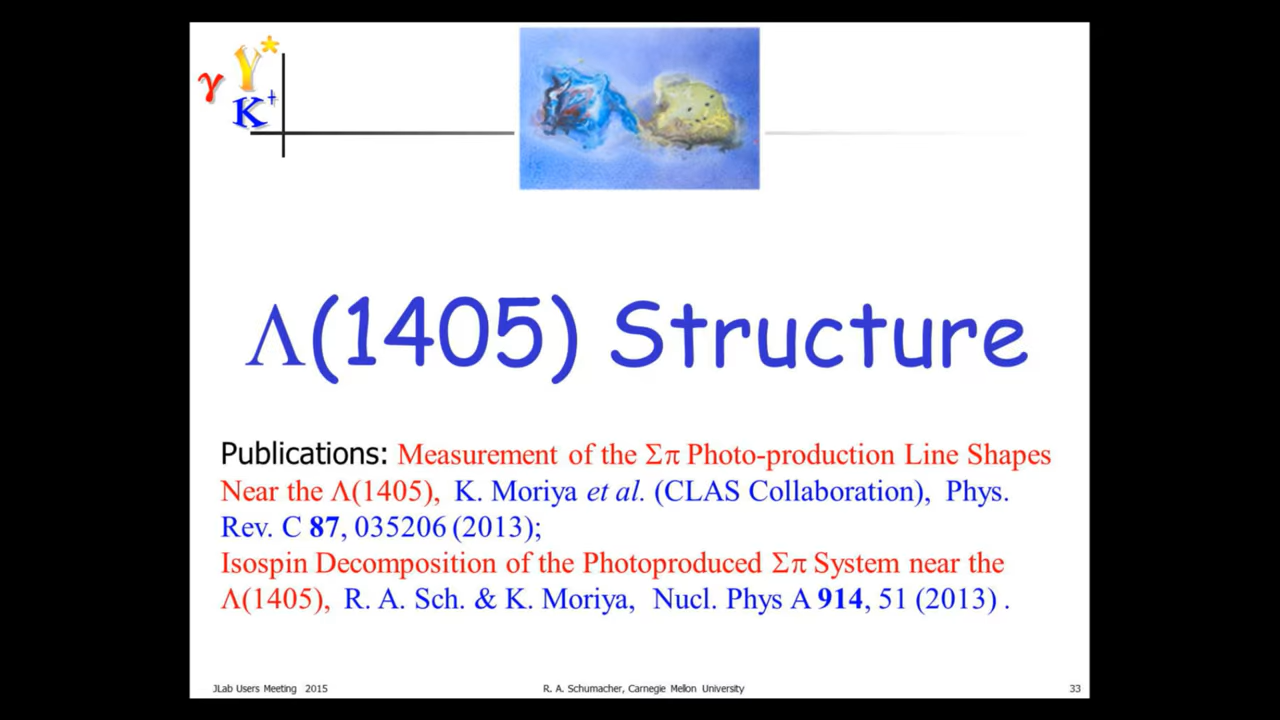 γ Y*
K+
Λ(1405) Structure
Publications: Measurement of the Σπ Photo-production Line Shapes
Near the Λ(1405), K. Moriya et al. (CLAS Collaboration), Phys.
Rev. C 87, 035206 (2013);
Isospin Decomposition of the Photoproduced Σπ System near the
Λ(1405), R. A. Sch. & K. Moriya, Nucl. Phys A 914, 51 (2013) .
JLab Users Meeting 2015 R. A. Schumacher, Carnegie Mellon University 33